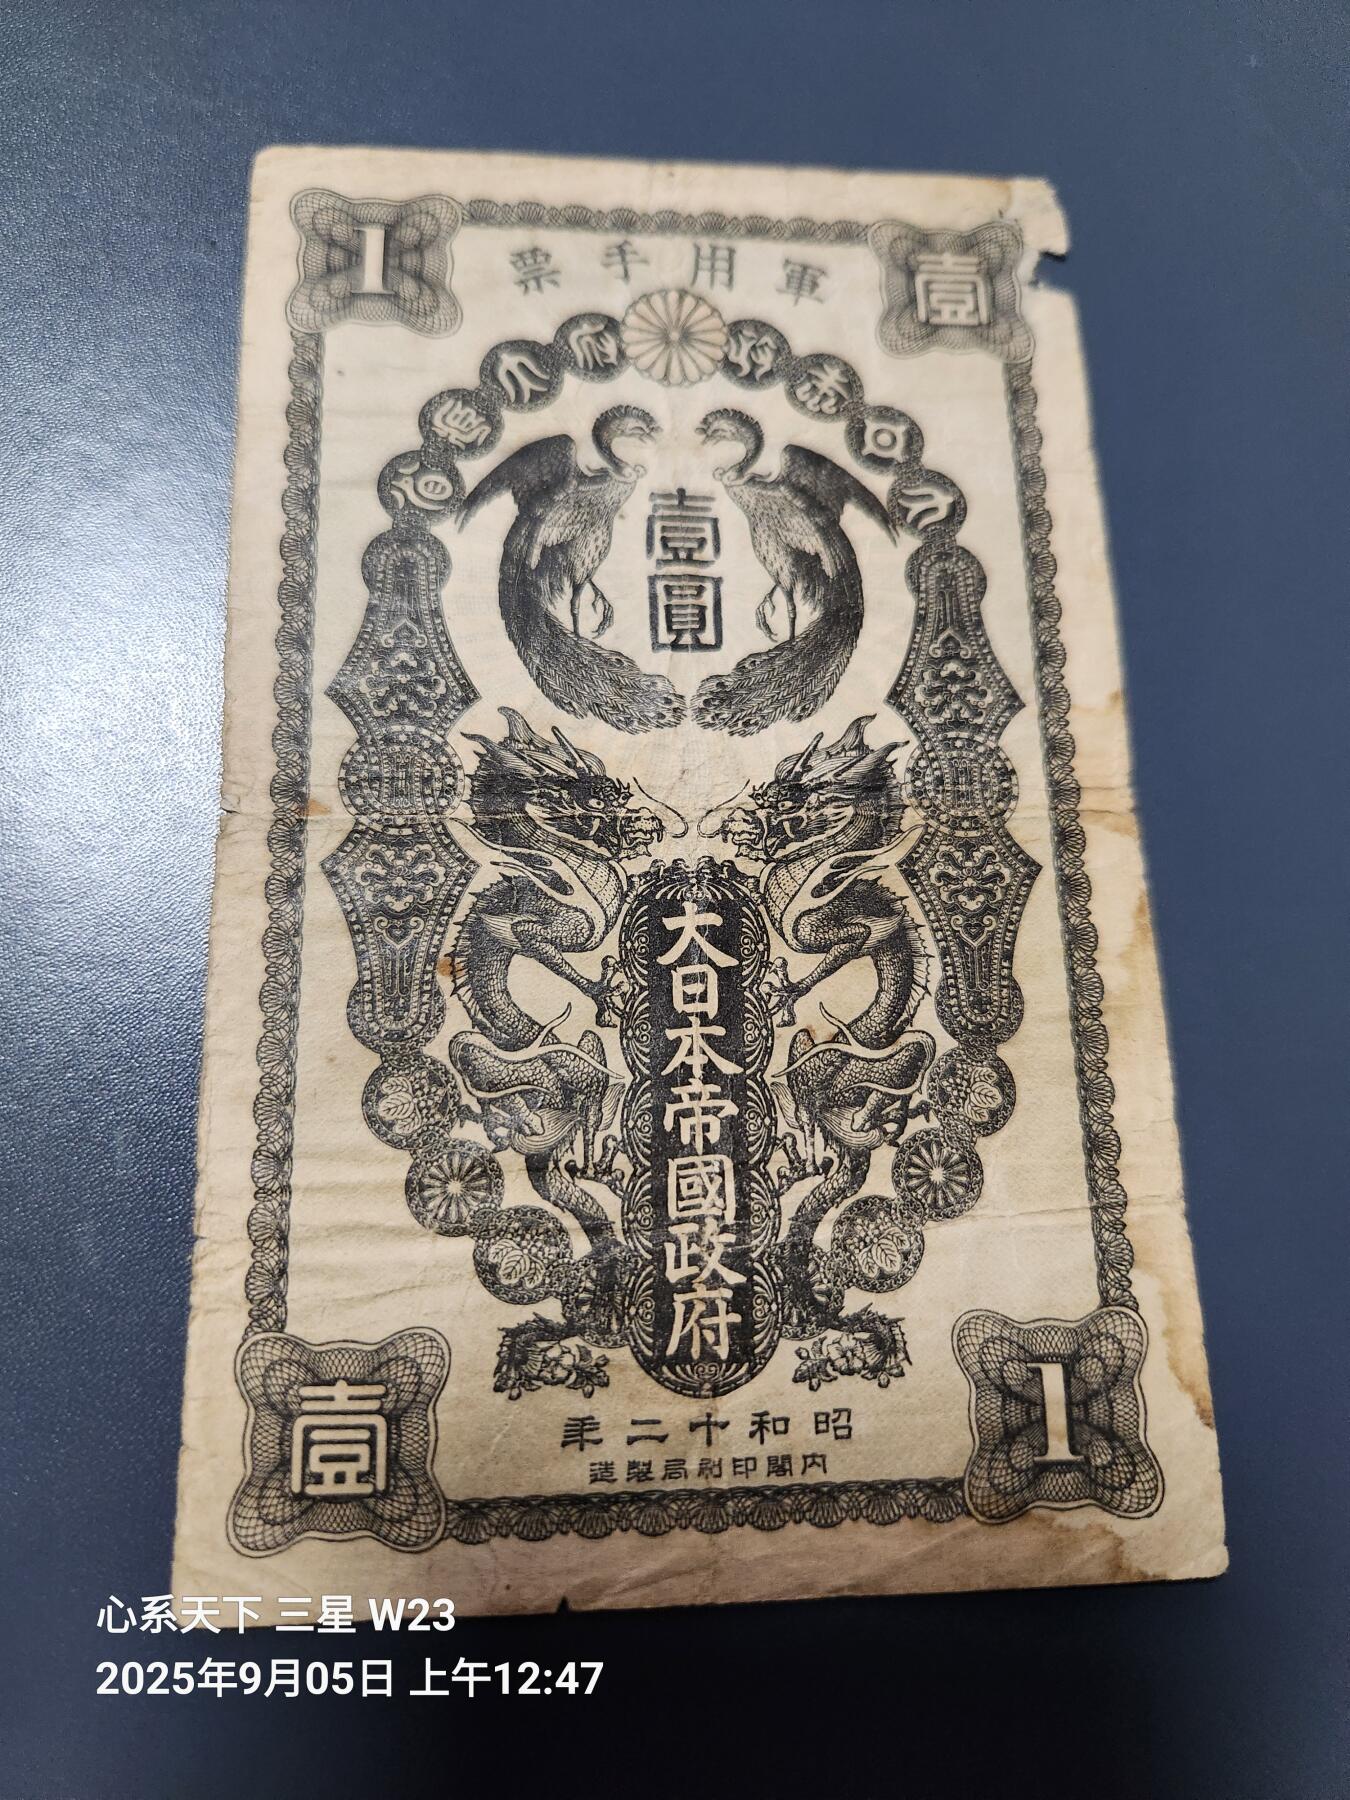 1
壹
軍用手票
壹圓
大日本帝國政府
昭和十二年
内閣印刷局製造
壹
1
心系天下 三星 W23
2025年9月05日 上午12:47